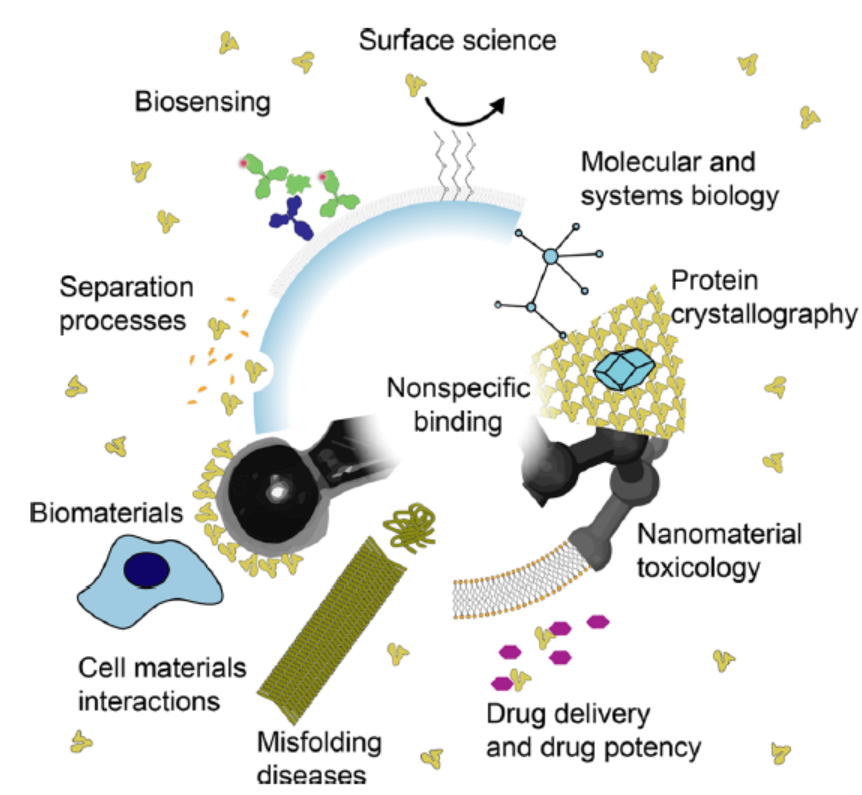 Surface science
Biosensing
Molecular and
systems biology
Protein
crystallography
Separation
processes
Nonspecific
binding
Biomaterials
Nanomaterial
toxicology
Cell materials
interactions
Drug delivery
and drug potency
Misfolding
diseases